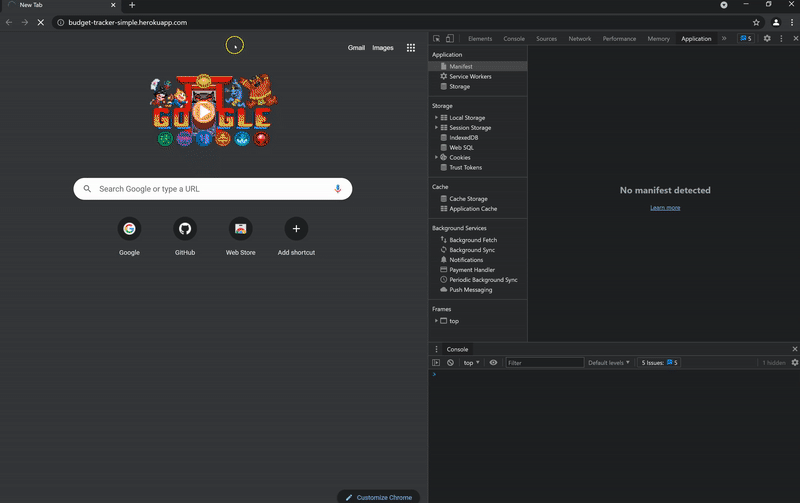 New Tab
budget-tracker-simple.herokuapp.com
Gmail Images
GOOGLE
Search Google or type a URL
Google GitHub Web Store Add shortcut
Customize Chrome
Elements Console Sources Network Performance Memory Application » 5
Application
Manifest
Service Workers
Storage
Storage
Local Storage
Session Storage
IndexedDB
Web SQL
Cookies
Trust Tokens
Cache
Cache Storage
Application Cache
Background Services
Background Fetch
Background Sync
Notifications
Payment Handler
Periodic Background Sync
Push Messaging
Frames
top
No manifest detected
Learn more
Console
top Filter Default levels 5 Issues: 5 1 hidden
>